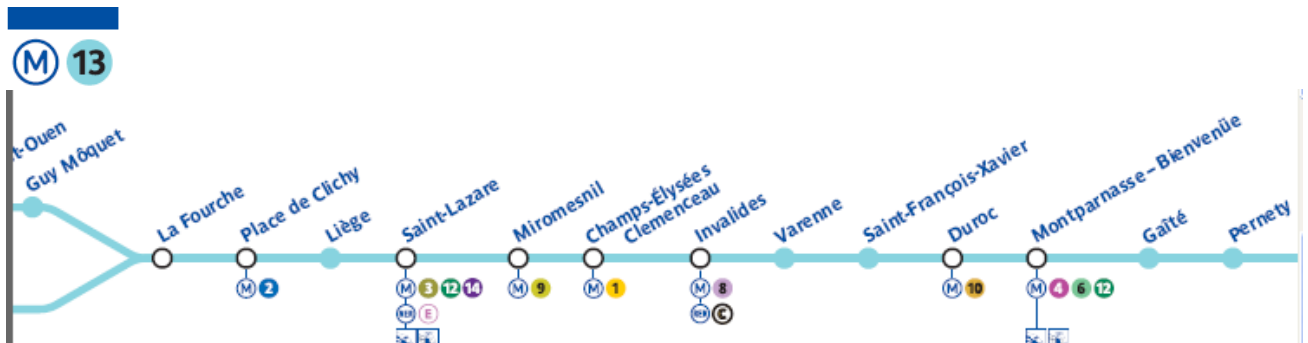 M 13
t-Ouen
Guy Môquet
La Fourche
Place de Clichy
Liège
Saint-Lazare
Miromesnil
Champs-Élysées
Clemenceau
Invalides
Varenne
Saint-François-Xavier
Duroc
Montparnasse–Bienvenüe
Gaîté
Pernety
M 2
M 3 12 14
RER E
M 9
M 1
M 8
RER C
M 10
M 4 6 12